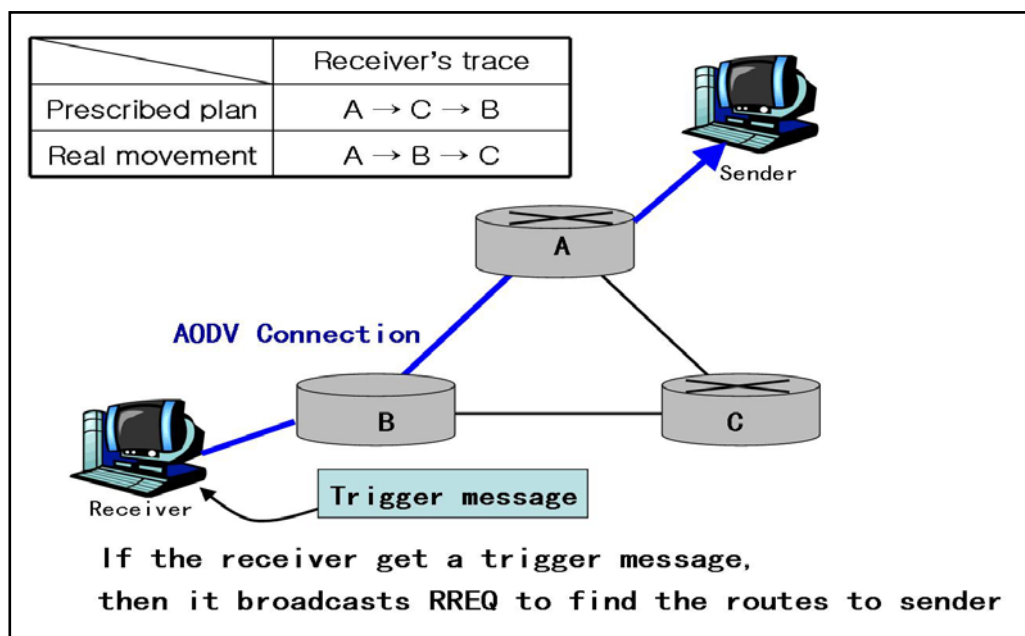 Receiver's trace
Prescribed plan A → C → B
Real movement A → B → C
Sender
A
AODV Connection
B
C
Trigger message
Receiver
If the receiver get a trigger message,
then it broadcasts RREQ to find the routes to sender